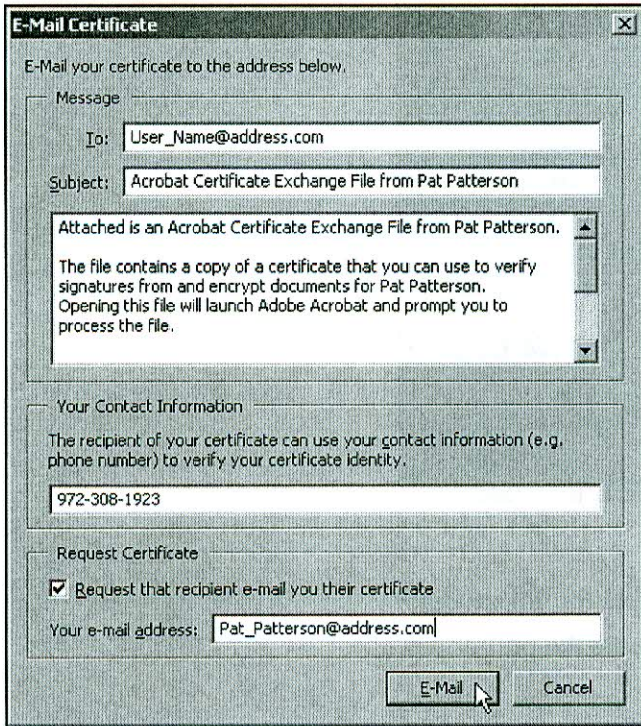 E-Mail Certificate
E-Mail your certificate to the address below.
Message
To: User_Name@address.com
Subject: Acrobat Certificate Exchange File from Pat Patterson
Attached is an Acrobat Certificate Exchange File from Pat Patterson.
The file contains a copy of a certificate that you can use to verify
signatures from and encrypt documents for Pat Patterson.
Opening this file will launch Adobe Acrobat and prompt you to
process the file.
Your Contact Information
The recipient of your certificate can use your contact information (e.g.
phone number) to verify your certificate identity.
972-308-1923
Request Certificate
Request that recipient e-mail you their certificate
Your e-mail address: Pat_Patterson@address.com
E-Mail Cancel